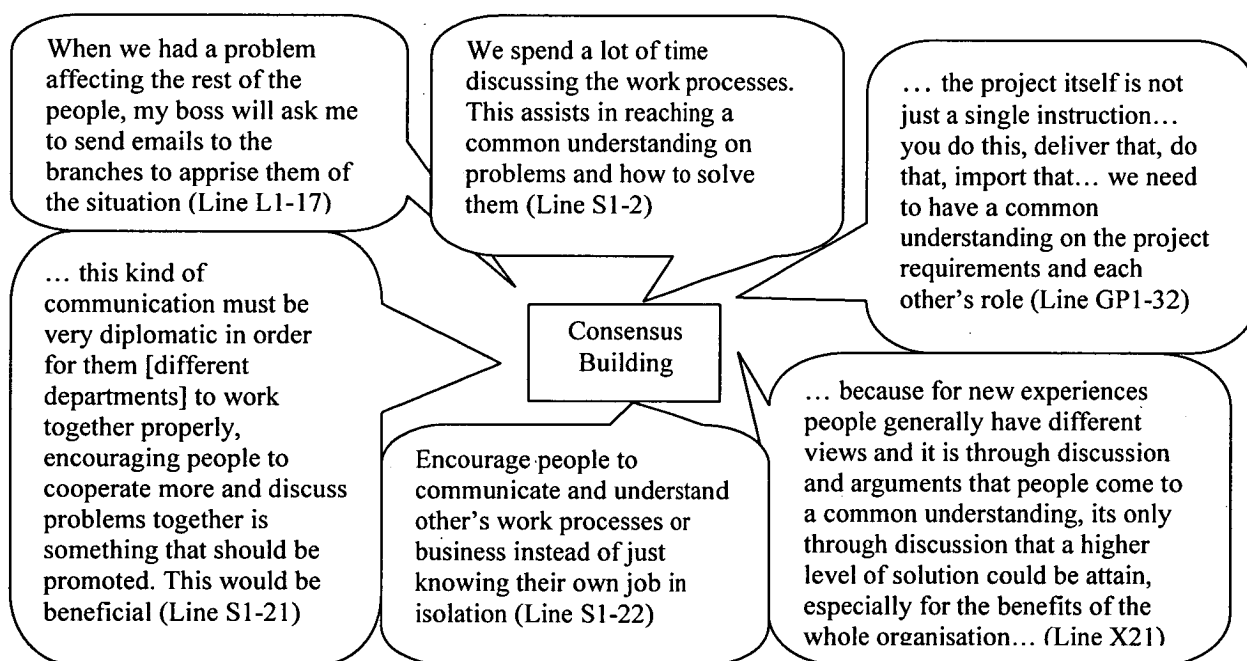 When we had a problem
affecting the rest of the
people, my boss will ask me
to send emails to the
branches to apprise them of
the situation (Line L1-17)
We spend a lot of time
discussing the work processes.
This assists in reaching a
common understanding on
problems and how to solve
them (Line S1-2)
… the project itself is not
just a single instruction…
you do this, deliver that, do
that, import that… we need
to have a common
understanding on the project
requirements and each
other's role (Line GP1-32)
… this kind of
communication must be
very diplomatic in order
for them [different
departments] to work
together properly,
encouraging people to
cooperate more and discuss
problems together is
something that should be
promoted. This would be
beneficial (Line S1-21)
Consensus
Building
Encourage people to
communicate and understand
other's work processes or
business instead of just
knowing their own job in
isolation (Line S1-22)
… because for new experiences
people generally have different
views and it is through discussion
and arguments that people come to
a common understanding, its only
through discussion that a higher
level of solution could be attain,
especially for the benefits of the
whole organisation… (Line X21)